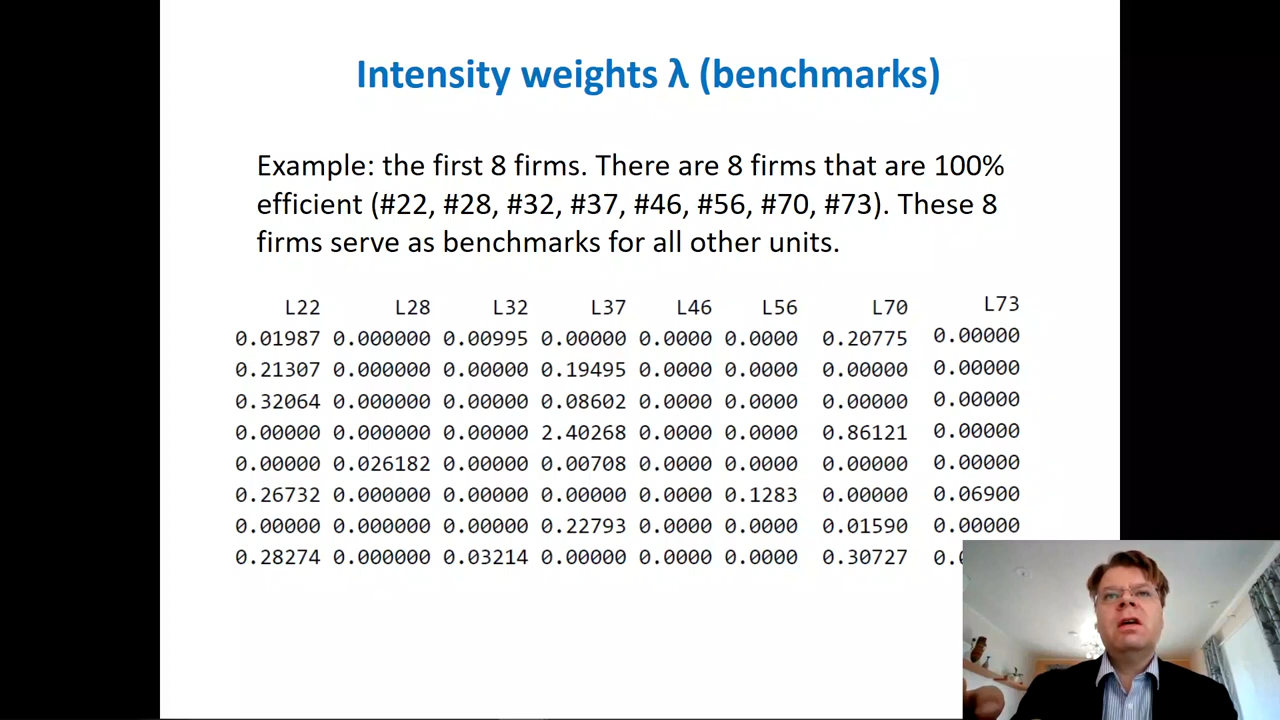 Intensity weights λ (benchmarks)
Example: the first 8 firms. There are 8 firms that are 100%
efficient (#22, #28, #32, #37, #46, #56, #70, #73). These 8
firms serve as benchmarks for all other units.
L22 L28 L32 L37 L46 L56 L70 L73
0.01987 0.000000 0.00995 0.00000 0.0000 0.0000 0.20775 0.00000
0.21307 0.000000 0.00000 0.19495 0.0000 0.0000 0.00000 0.00000
0.32064 0.000000 0.00000 0.08602 0.0000 0.0000 0.00000 0.00000
0.00000 0.000000 0.00000 2.40268 0.0000 0.0000 0.86121 0.00000
0.00000 0.026182 0.00000 0.00708 0.0000 0.0000 0.00000 0.00000
0.26732 0.000000 0.00000 0.00000 0.0000 0.1283 0.00000 0.06900
0.00000 0.000000 0.00000 0.22793 0.0000 0.0000 0.01590 0.00000
0.28274 0.000000 0.03214 0.00000 0.0000 0.0000 0.30727